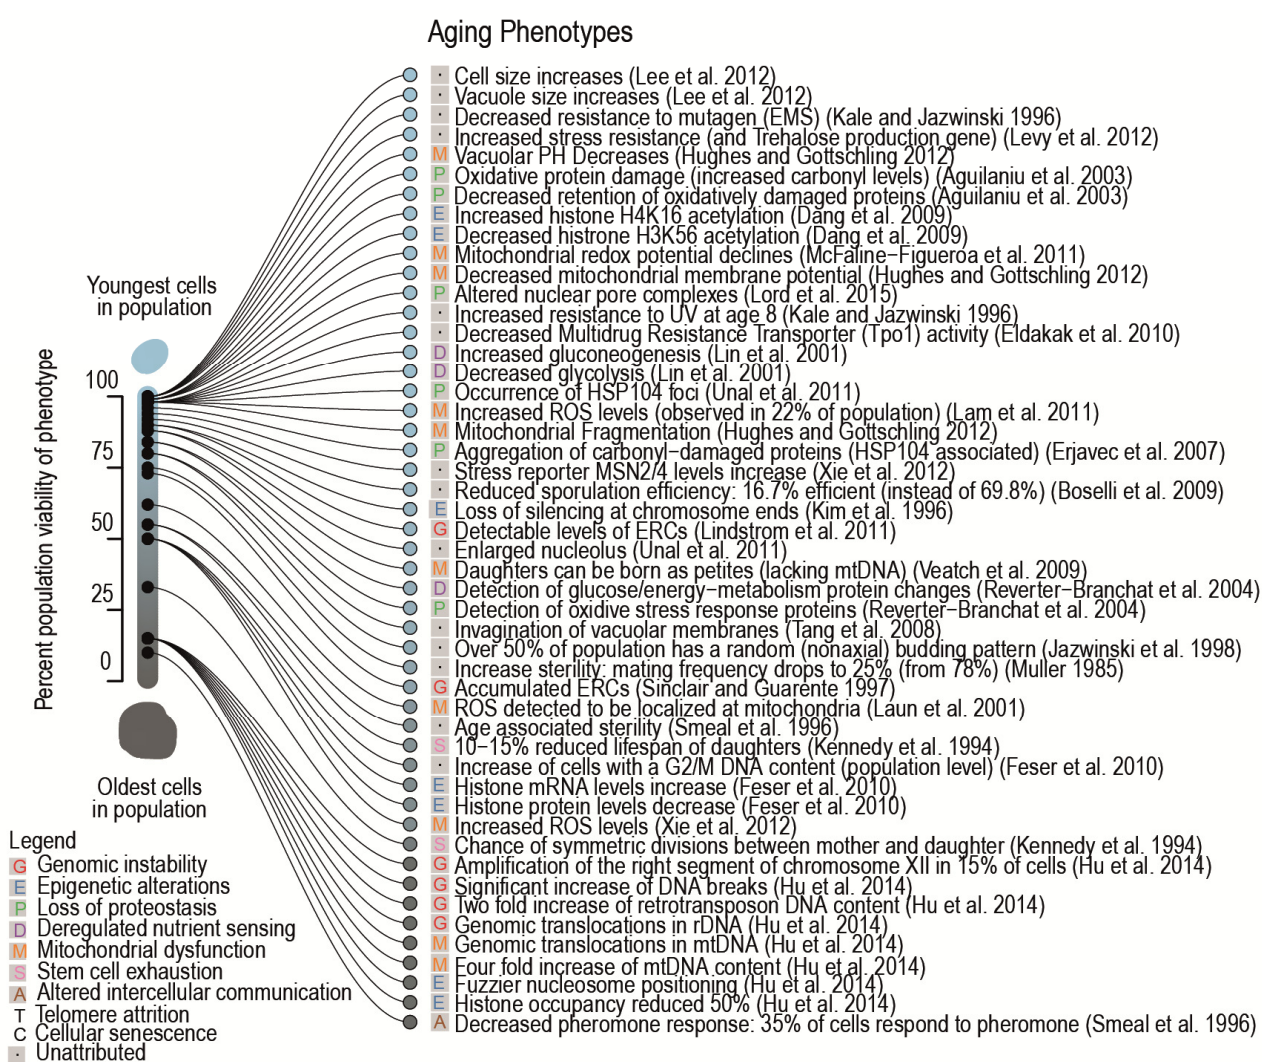 Aging Phenotypes
· Cell size increases (Lee et al. 2012)
· Vacuole size increases (Lee et al. 2012)
· Decreased resistance to mutagen (EMS) (Kale and Jazwinski 1996)
· Increased stress resistance (and Trehalose production gene) (Levy et al. 2012)
M Vacuolar PH Decreases (Hughes and Gottschling 2012)
P Oxidative protein damage (increased carbonyl levels) (Aguilaniu et al. 2003)
P Decreased retention of oxidatively damaged proteins (Aguilaniu et al. 2003)
E Increased histone H4K16 acetylation (Dang et al. 2009)
E Decreased histrone H3K56 acetylation (Dang et al. 2009)
M Mitochondrial redox potential declines (McFaline−Figueroa et al. 2011)
M Decreased mitochondrial membrane potential (Hughes and Gottschling 2012)
P Altered nuclear pore complexes (Lord et al. 2015)
· Increased resistance to UV at age 8 (Kale and Jazwinski 1996)
· Decreased Multidrug Resistance Transporter (Tpo1) activity (Eldakak et al. 2010)
D Increased gluconeogenesis (Lin et al. 2001)
D Decreased glycolysis (Lin et al. 2001)
P Occurrence of HSP104 foci (Unal et al. 2011)
M Increased ROS levels (observed in 22% of population) (Lam et al. 2011)
M Mitochondrial Fragmentation (Hughes and Gottschling 2012)
P Aggregation of carbonyl−damaged proteins (HSP104 associated) (Erjavec et al. 2007)
· Stress reporter MSN2/4 levels increase (Xie et al. 2012)
· Reduced sporulation efficiency: 16.7% efficient (instead of 69.8%) (Boselli et al. 2009)
E Loss of silencing at chromosome ends (Kim et al. 1996)
G Detectable levels of ERCs (Lindstrom et al. 2011)
· Enlarged nucleolus (Unal et al. 2011)
M Daughters can be born as petites (lacking mtDNA) (Veatch et al. 2009)
D Detection of glucose/energy−metabolism protein changes (Reverter−Branchat et al. 2004)
P Detection of oxidive stress response proteins (Reverter−Branchat et al. 2004)
· Invagination of vacuolar membranes (Tang et al. 2008)
· Over 50% of population has a random (nonaxial) budding pattern (Jazwinski et al. 1998)
· Increase sterility: mating frequency drops to 25% (from 78%) (Muller 1985)
G Accumulated ERCs (Sinclair and Guarente 1997)
M ROS detected to be localized at mitochondria (Laun et al. 2001)
· Age associated sterility (Smeal et al. 1996)
S 10−15% reduced lifespan of daughters (Kennedy et al. 1994)
· Increase of cells with a G2/M DNA content (population level) (Feser et al. 2010)
E Histone mRNA levels increase (Feser et al. 2010)
E Histone protein levels decrease (Feser et al. 2010)
M Increased ROS levels (Xie et al. 2012)
S Chance of symmetric divisions between mother and daughter (Kennedy et al. 1994)
G Amplification of the right segment of chromosome XII in 15% of cells (Hu et al. 2014)
G Significant increase of DNA breaks (Hu et al. 2014)
G Two fold increase of retrotransposon DNA content (Hu et al. 2014)
G Genomic translocations in rDNA (Hu et al. 2014)
M Genomic translocations in mtDNA (Hu et al. 2014)
M Four fold increase of mtDNA content (Hu et al. 2014)
E Fuzzier nucleosome positioning (Hu et al. 2014)
E Histone occupancy reduced 50% (Hu et al. 2014)
A Decreased pheromone response: 35% of cells respond to pheromone (Smeal et al. 1996)
Youngest cells
in population
Percent population viability of phenotype
100
75
50
25
0
Oldest cells
in population
Legend
G Genomic instability
E Epigenetic alterations
P Loss of proteostasis
D Deregulated nutrient sensing
M Mitochondrial dysfunction
S Stem cell exhaustion
A Altered intercellular communication
T Telomere attrition
C Cellular senescence
· Unattributed